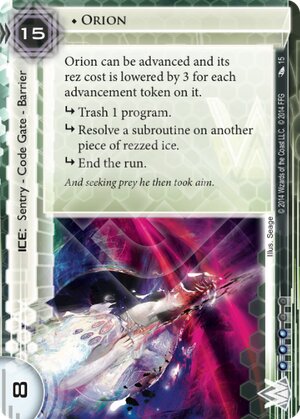 15
⬥ Orion
Orion can be advanced and its
rez cost is lowered by 3 for each
advancement token on it.
↳ Trash 1 program.
↳ Resolve a subroutine on another
piece of rezzed ice.
↳ End the run.
And seeking prey he then took aim.
ICE: Sentry - Code Gate - Barrier
8
15
© 2014 Wizards of the Coast LLC. © 2014 FFG
Illus. Seage